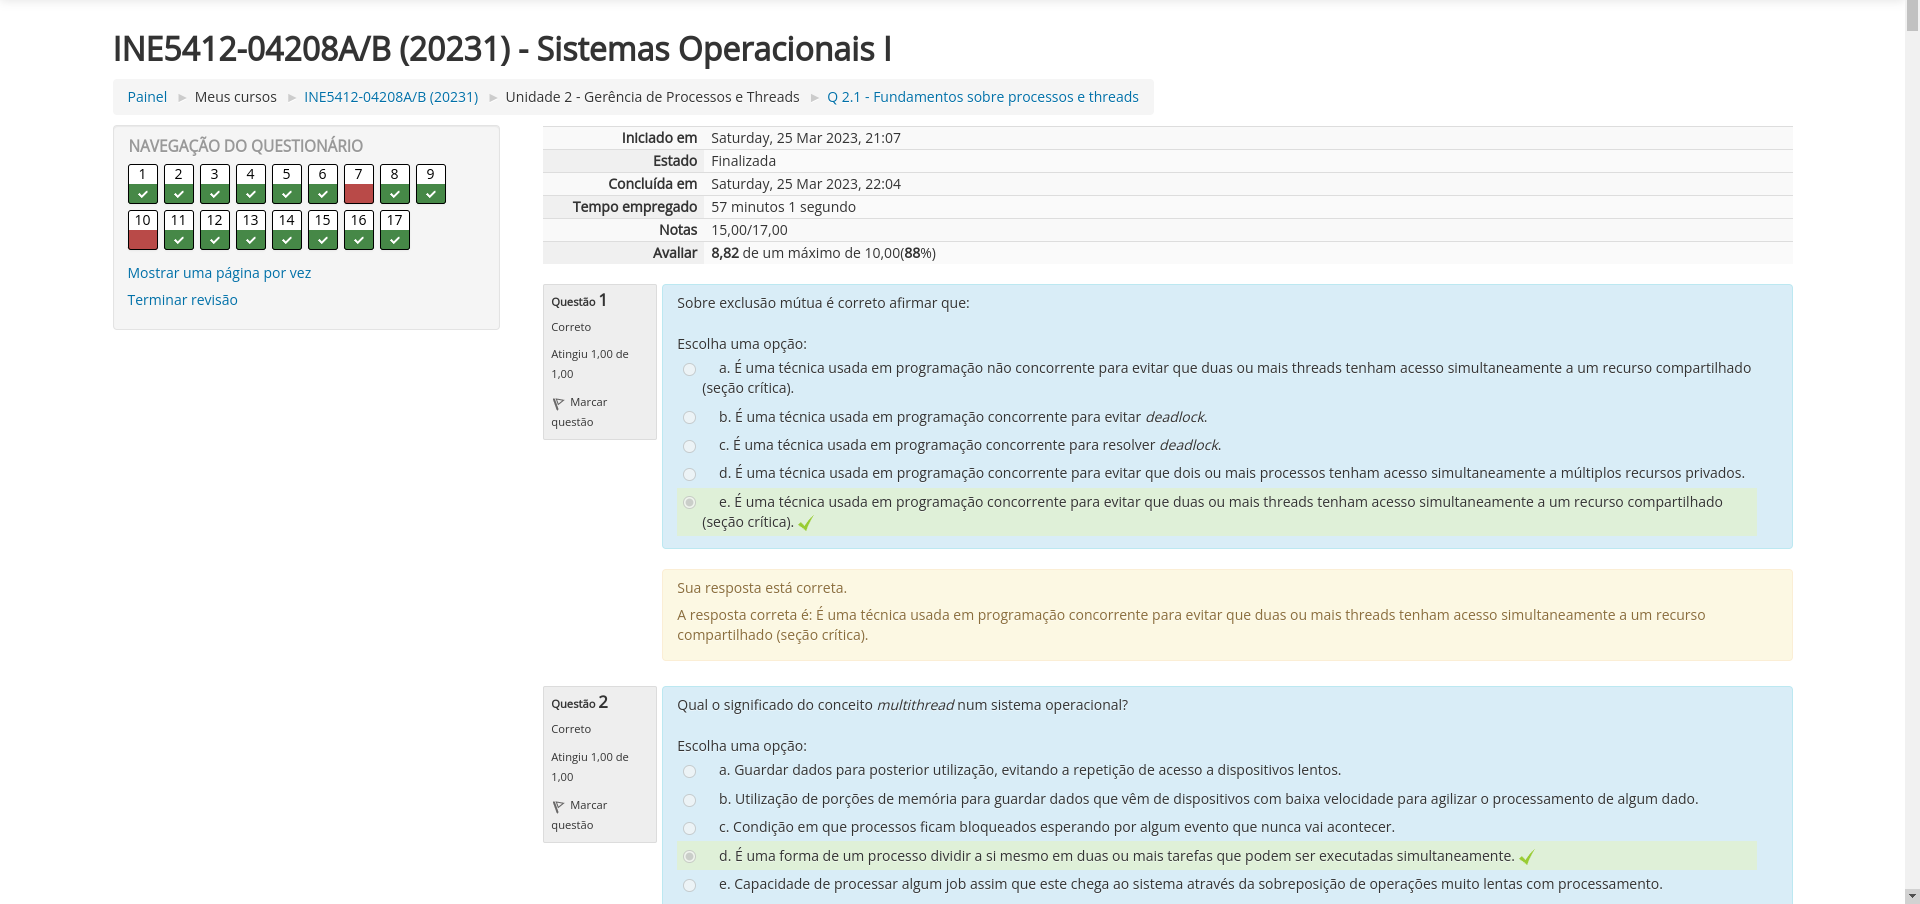 INE5412-04208A/B (20231) - Sistemas Operacionais I
Painel ► Meus cursos ► INE5412-04208A/B (20231) ► Unidade 2 - Gerência de Processos e Threads ► Q 2.1 - Fundamentos sobre processos e threads
NAVEGAÇÃO DO QUESTIONÁRIO
1 2 3 4 5 6 7 8 9
10 11 12 13 14 15 16 17
Mostrar uma página por vez
Terminar revisão
Iniciado em Saturday, 25 Mar 2023, 21:07
Estado Finalizada
Concluída em Saturday, 25 Mar 2023, 22:04
Tempo empregado 57 minutos 1 segundo
Notas 15,00/17,00
Avaliar 8,82 de um máximo de 10,00(88%)
Questão 1
Correto
Atingiu 1,00 de
1,00
Marcar
questão
Sobre exclusão mútua é correto afirmar que:
Escolha uma opção:
a. É uma técnica usada em programação não concorrente para evitar que duas ou mais threads tenham acesso simultaneamente a um recurso compartilhado
(seção crítica).
b. É uma técnica usada em programação concorrente para evitar deadlock.
c. É uma técnica usada em programação concorrente para resolver deadlock.
d. É uma técnica usada em programação concorrente para evitar que dois ou mais processos tenham acesso simultaneamente a múltiplos recursos privados.
e. É uma técnica usada em programação concorrente para evitar que duas ou mais threads tenham acesso simultaneamente a um recurso compartilhado
(seção crítica).
Sua resposta está correta.
A resposta correta é: É uma técnica usada em programação concorrente para evitar que duas ou mais threads tenham acesso simultaneamente a um recurso
compartilhado (seção crítica).
Questão 2
Correto
Atingiu 1,00 de
1,00
Marcar
questão
Qual o significado do conceito multithread num sistema operacional?
Escolha uma opção:
a. Guardar dados para posterior utilização, evitando a repetição de acesso a dispositivos lentos.
b. Utilização de porções de memória para guardar dados que vêm de dispositivos com baixa velocidade para agilizar o processamento de algum dado.
c. Condição em que processos ficam bloqueados esperando por algum evento que nunca vai acontecer.
d. É uma forma de um processo dividir a si mesmo em duas ou mais tarefas que podem ser executadas simultaneamente.
e. Capacidade de processar algum job assim que este chega ao sistema através da sobreposição de operações muito lentas com processamento.